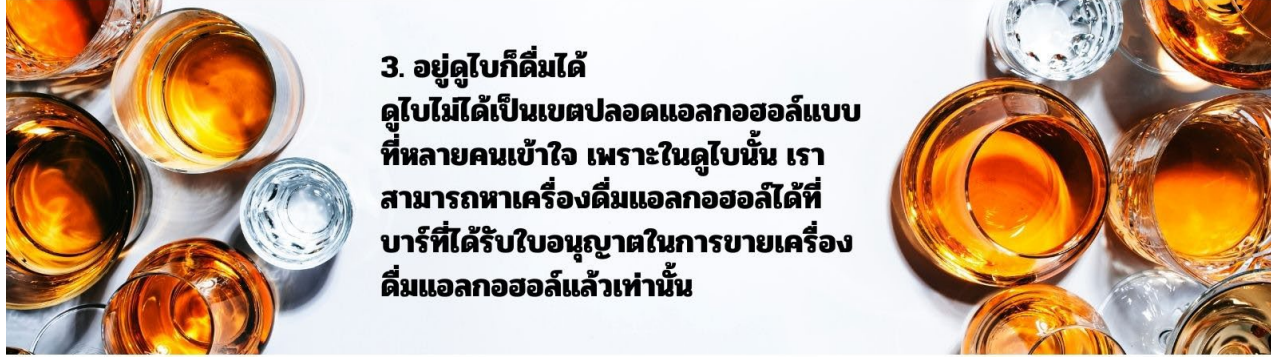 3. อยู่ดูไบก็ดื่มได้
ดูไบไม่ได้เป็นเขตปลอดแอลกอฮอล์แบบ
ที่หลายคนเข้าใจ เพราะในดูไบนั้น เรา
สามารถหาเครื่องดื่มแอลกอฮอล์ได้ที่
บาร์ที่ได้รับใบอนุญาตในการขายเครื่อง
ดื่มแอลกอฮอล์แล้วเท่านั้น